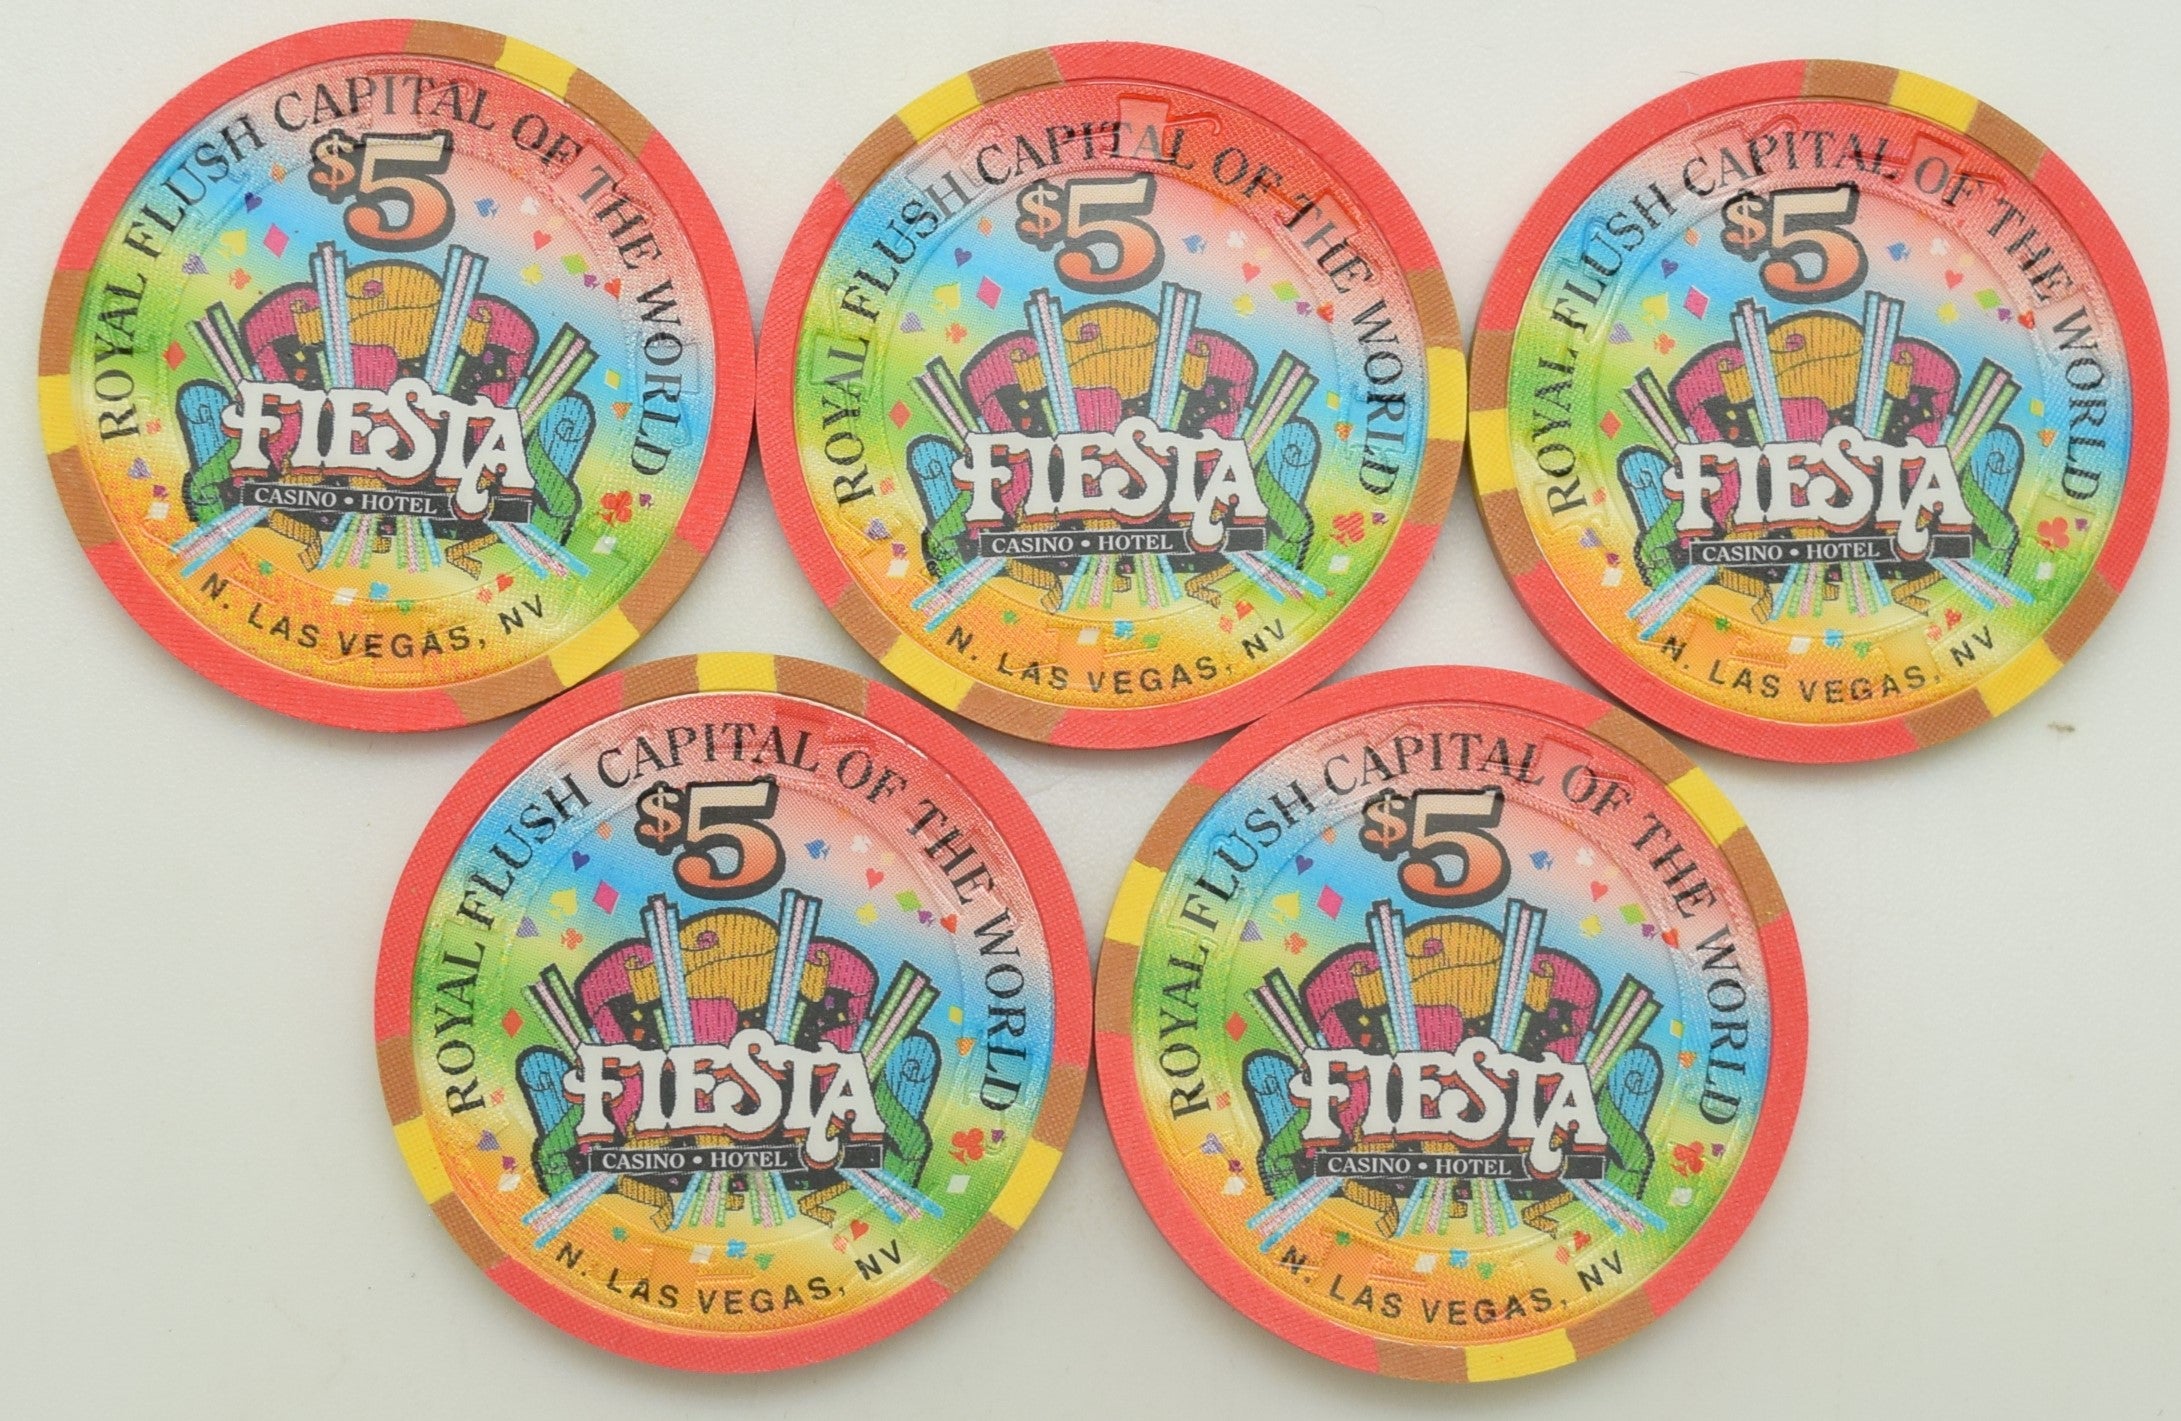 ROYAL FLUSH CAPITAL OF THE WORLD
$5
FIESTA
CASINO • HOTEL
N. LAS VEGAS, NV
ROYAL FLUSH CAPITAL OF THE WORLD
$5
FIESTA
CASINO • HOTEL
N. LAS VEGAS, NV
ROYAL FLUSH CAPITAL OF THE WORLD
$5
FIESTA
CASINO • HOTEL
N. LAS VEGAS, NV
ROYAL FLUSH CAPITAL OF THE WORLD
$5
FIESTA
CASINO • HOTEL
N. LAS VEGAS, NV
ROYAL FLUSH CAPITAL OF THE WORLD
$5
FIESTA
CASINO • HOTEL
N. LAS VEGAS, NV